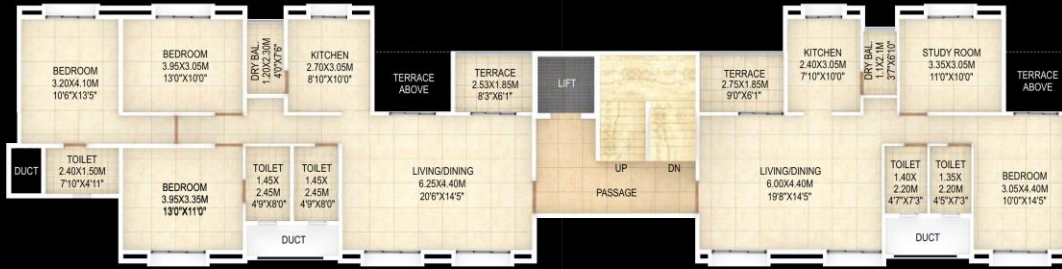 BEDROOM
3.20X4.10M
10'6"X13'5"
BEDROOM
3.95X3.05M
13'0"X10'0"
DRY BAL.
1.20X2.30M
4'0"X7'6"
KITCHEN
2.70X3.05M
8'10"X10'0"
TERRACE
ABOVE
TERRACE
2.53X1.85M
8'3"X6'1"
LIFT
TERRACE
2.75X1.85M
9'0"X6'1"
KITCHEN
2.40X3.05M
7'10"X10'0"
DRY BAL.
1.1X2.1M
3'7"X6'10"
STUDY ROOM
3.35X3.05M
11'0"X10'0"
TERRACE
ABOVE
DUCT
TOILET
2.40X1.50M
7'10"X4'11"
BEDROOM
3.95X3.35M
13'0"X11'0"
TOILET
1.45X
2.45M
4'9"X8'0"
TOILET
1.45X
2.45M
4'9"X8'0"
DUCT
LIVING/DINING
6.25X4.40M
20'6"X14'5"
UP
DN
PASSAGE
LIVING/DINING
6.00X4.40M
19'8"X14'5"
TOILET
1.40X
2.20M
4'7"X7'3"
TOILET
1.35X
2.20M
4'5"X7'3"
DUCT
BEDROOM
3.05X4.40M
10'0"X14'5"